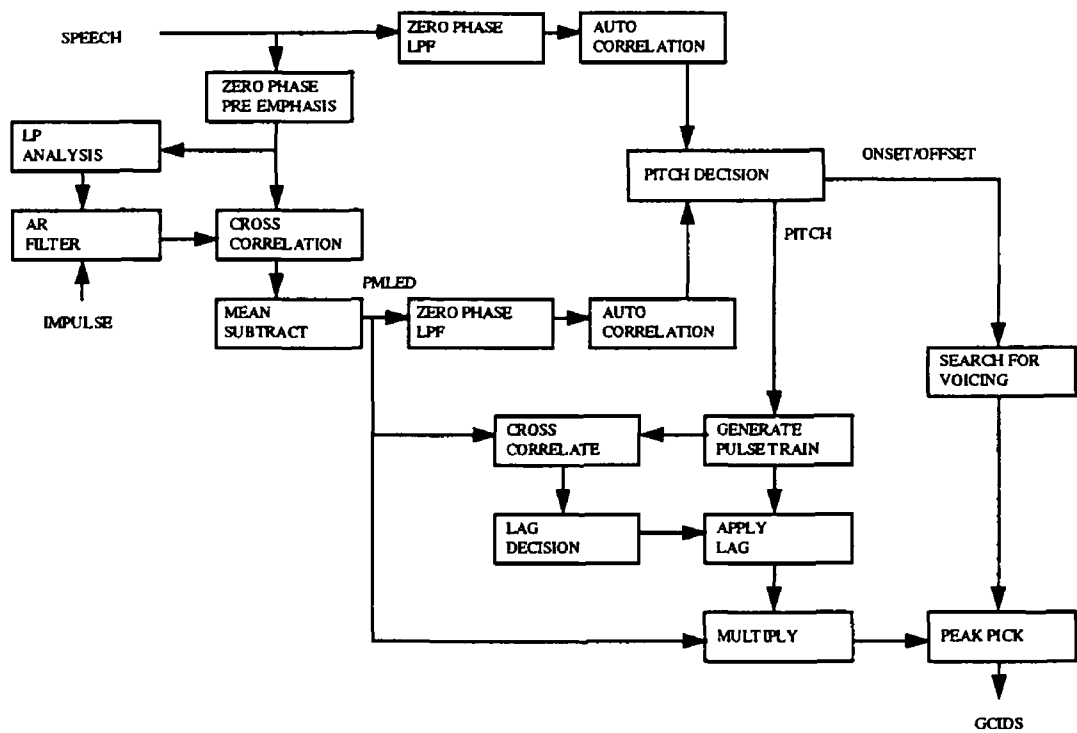 SPEECH
ZERO PHASE
LPF
AUTO
CORRELATION
ZERO PHASE
PRE EMPHASIS
LP
ANALYSIS
PITCH DECISION
ONSET/OFFSET
AR
FILTER
CROSS
CORRELATION
PITCH
IMPULSE
MEAN
SUBTRACT
PMLED
ZERO PHASE
LPF
AUTO
CORRELATION
SEARCH FOR
VOICING
CROSS
CORRELATE
GENERATE
PULSE TRAIN
LAG
DECISION
APPLY
LAG
MULTIPLY
PEAK PICK
GCIDS